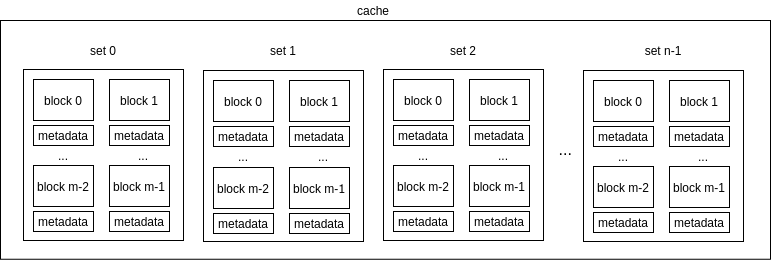 cache
set 0 set 1 set 2 set n-1
block 0 block 1 block 0 block 1 block 0 block 1 block 0 block 1
metadata metadata metadata metadata metadata metadata metadata metadata
... ... ... ... ... ... ... ... ...
block m-2 block m-1 block m-2 block m-1 block m-2 block m-1 block m-2 block m-1
metadata metadata metadata metadata metadata metadata metadata metadata